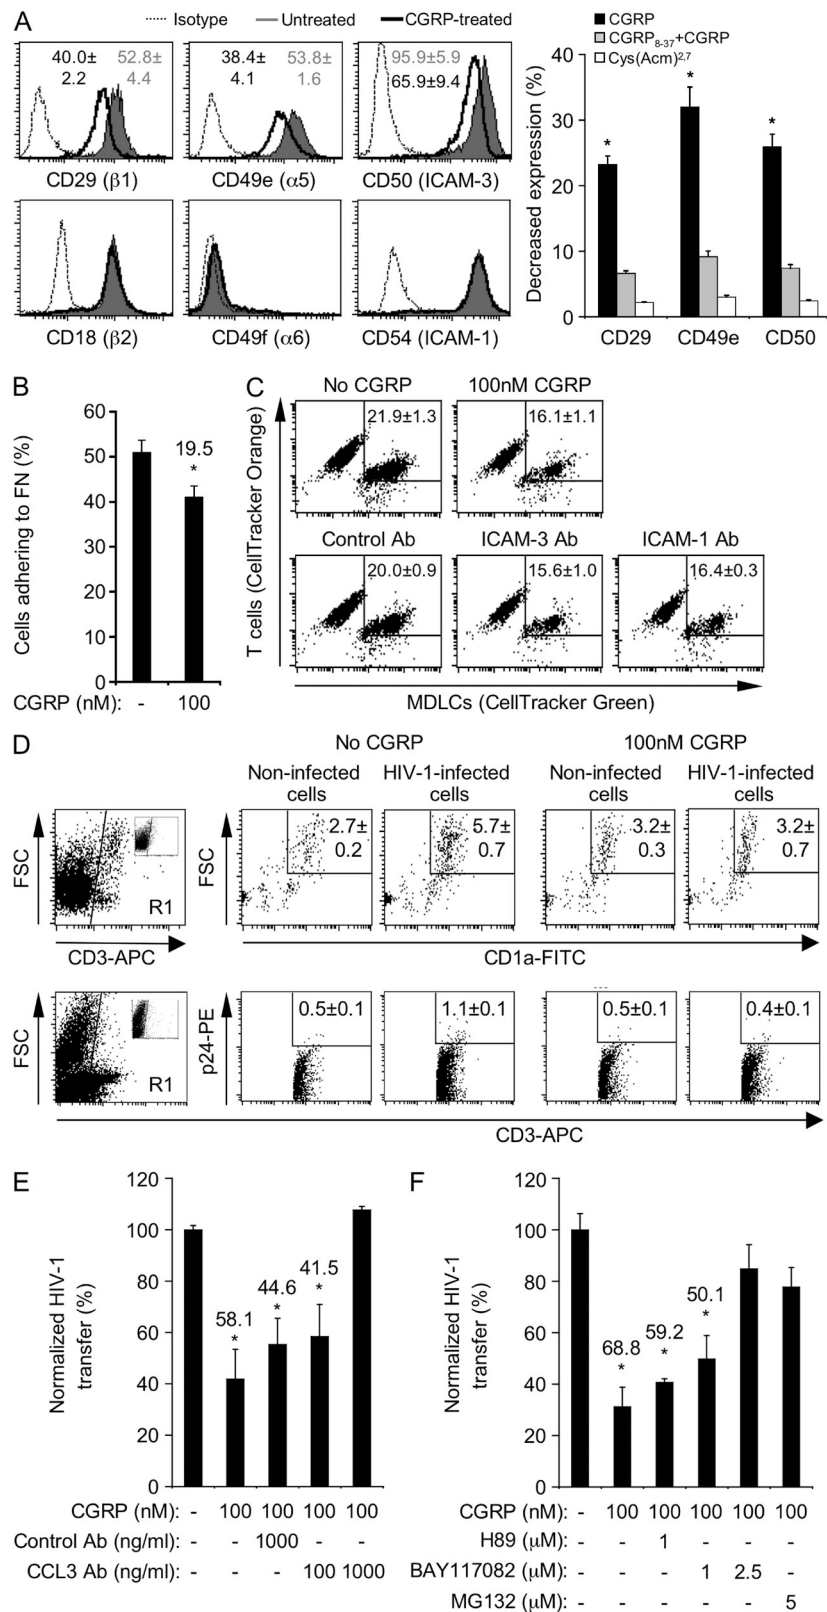 A
Isotype
Untreated
CGRP-treated
40.0±
2.2
52.8±
4.4
38.4±
4.1
53.8±
1.6
95.9±5.9
65.9±9.4
CD29 (β1)
CD49e (α5)
CD50 (ICAM-3)
CD18 (β2)
CD49f (α6)
CD54 (ICAM-1)
CGRP
CGRP8-37+CGRP
Cys(Acm)2,7
Decreased expression (%)
40
30
20
10
0
*
*
*
CD29
CD49e
CD50
B
Cells adhering to FN (%)
60
50
40
30
20
10
0
19.5
*
CGRP (nM): - 100
C
No CGRP
100nM CGRP
21.9±1.3
16.1±1.1
Control Ab
ICAM-3 Ab
ICAM-1 Ab
20.0±0.9
15.6±1.0
16.4±0.3
T cells (CellTracker Orange)
MDLCs (CellTracker Green)
D
No CGRP
100nM CGRP
Non-infected
cells
HIV-1-infected
cells
Non-infected
cells
HIV-1-infected
cells
FSC
R1
CD3-APC
FSC
2.7±
0.2
5.7±
0.7
3.2±
0.3
3.2±
0.7
CD1a-FITC
FSC
R1
p24-PE
0.5±0.1
1.1±0.1
0.5±0.1
0.4±0.1
CD3-APC
E
Normalized HIV-1
transfer (%)
120
100
80
60
40
20
0
58.1
*
44.6
*
41.5
*
CGRP (nM): - 100 100 100 100
Control Ab (ng/ml): - - 1000 - -
CCL3 Ab (ng/ml): - - - 100 1000
F
Normalized HIV-1
transfer (%)
120
100
80
60
40
20
0
68.8
*
59.2
*
50.1
*
CGRP (nM): - 100 100 100 100 100
H89 (μM): - - 1 - - -
BAY117082 (μM): - - - 1 2.5 -
MG132 (μM): - - - - - 5